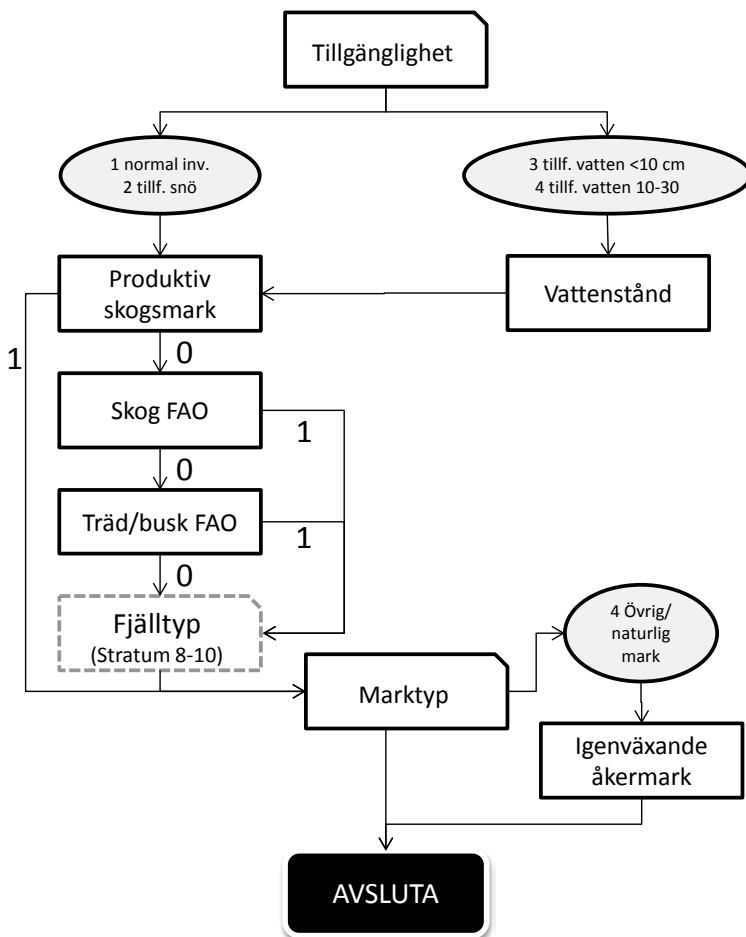 Tillgänglighet
1 normal inv.
2 tillf. snö
3 tillf. vatten <10 cm
4 tillf. vatten 10-30
Produktiv
skogsmark
Vattenstånd
1
0
Skog FAO
1
0
Träd/busk FAO
1
0
Fjälltyp
(Stratum 8-10)
4 Övrig/
naturlig
mark
Marktyp
Igenväxande
åkermark
AVSLUTA